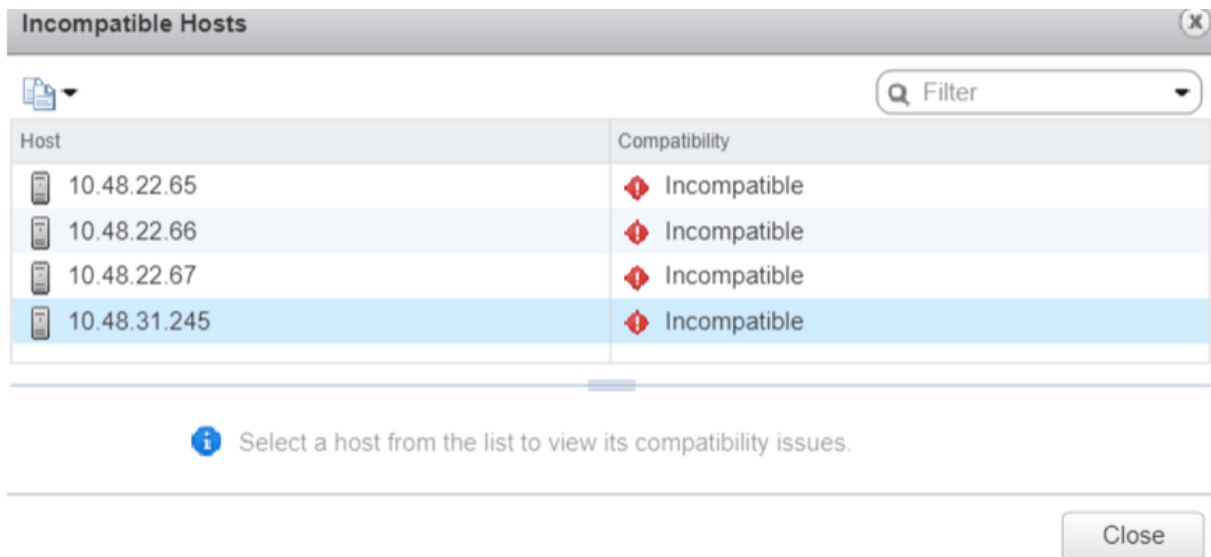 Incompatible Hosts
Filter
Host Compatibility
10.48.22.65 Incompatible
10.48.22.66 Incompatible
10.48.22.67 Incompatible
10.48.31.245 Incompatible
Select a host from the list to view its compatibility issues.
Close